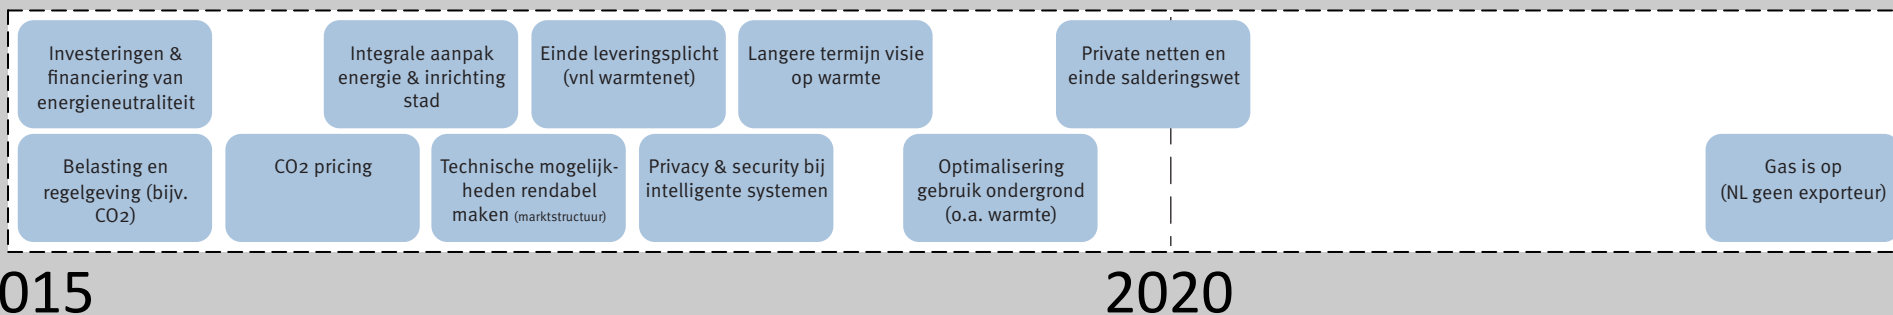 Investeringen &
financiering van
energieneutraliteit
Integrale aanpak
energie & inrichting
stad
Einde leveringsplicht
(vnl warmtenet)
Langere termijn visie
op warmte
Private netten en
einde salderingswet
Belasting en
regelgeving (bijv.
CO2)
CO2 pricing
Technische mogelijk-
heden rendabel
maken (marktstructuur)
Privacy & security bij
intelligente systemen
Optimalisering
gebruik ondergrond
(o.a. warmte)
Gas is op
(NL geen exporteur)
015
2020